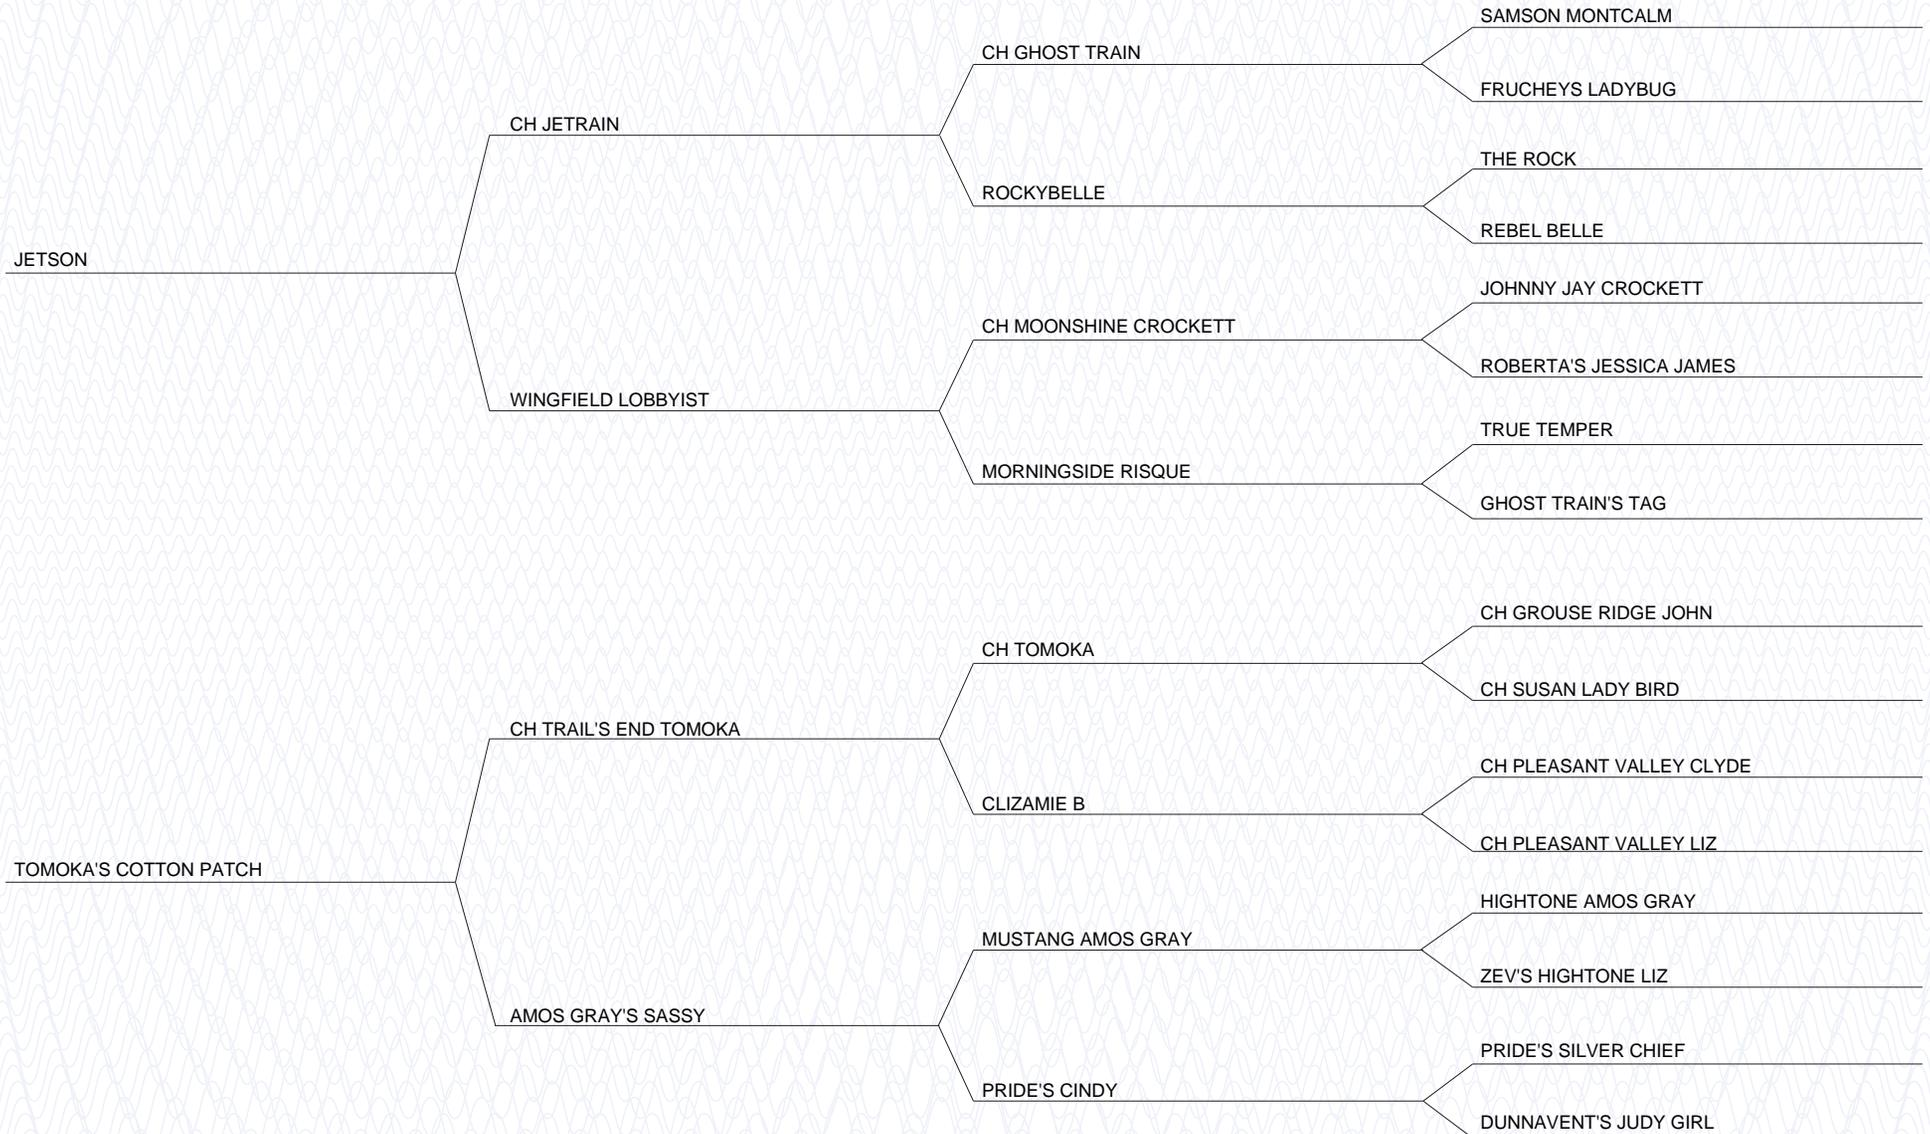 SAMSON MONTCALM
CH GHOST TRAIN
FRUCHEYS LADYBUG
CH JETRAIN
THE ROCK
ROCKYBELLE
REBEL BELLE
JETSON
JOHNNY JAY CROCKETT
CH MOONSHINE CROCKETT
ROBERTA'S JESSICA JAMES
WINGFIELD LOBBYIST
TRUE TEMPER
MORNINGSIDE RISQUE
GHOST TRAIN'S TAG
CH GROUSE RIDGE JOHN
CH TOMOKA
CH SUSAN LADY BIRD
CH TRAIL'S END TOMOKA
CH PLEASANT VALLEY CLYDE
CLIZAMIE B
CH PLEASANT VALLEY LIZ
TOMOKA'S COTTON PATCH
HIGHTONE AMOS GRAY
MUSTANG AMOS GRAY
ZEV'S HIGHTONE LIZ
AMOS GRAY'S SASSY
PRIDE'S SILVER CHIEF
PRIDE'S CINDY
DUNNAVENT'S JUDY GIRL